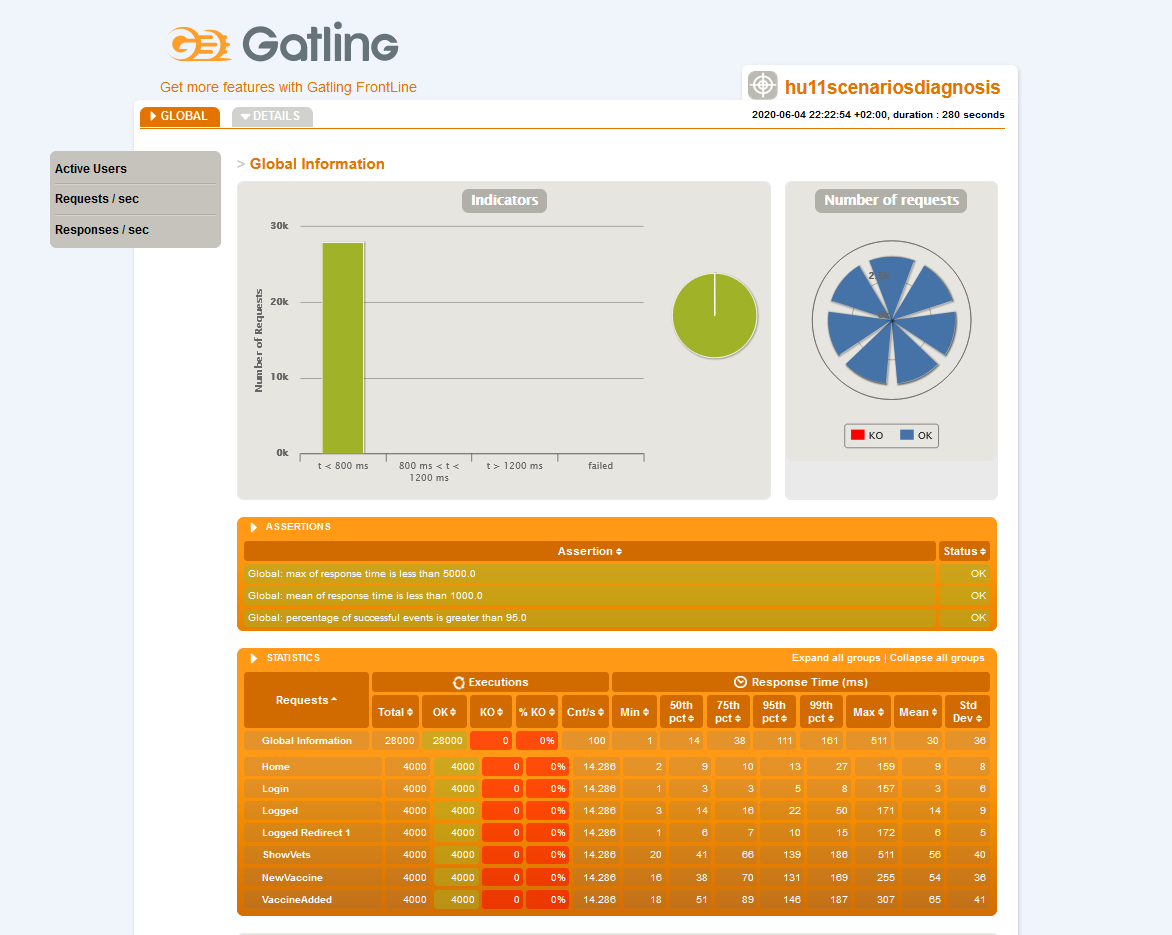 Gatling
Get more features with Gatling FrontLine
hu11scenariosdiagnosis
GLOBAL
DETAILS
2020-06-04 22:22:54 +02:00, duration : 280 seconds
Active Users
Requests / sec
Responses / sec
> Global Information
Indicators
Number of Requests
30k
20k
10k
0k
t < 800 ms
800 ms < t <
1200 ms
t > 1200 ms
failed
Number of requests
KO OK
ASSERTIONS
Assertion Status
Global: max of response time is less than 5000.0 OK
Global: mean of response time is less than 1000.0 OK
Global: percentage of successful events is greater than 95.0 OK
STATISTICS Expand all groups | Collapse all groups
Requests Executions Response Time (ms)
Total OK KO % KO Cnt/s Min 50th pct 75th pct 95th pct 99th pct Max Mean Std Dev
Global Information 28000 28000 0 0% 100 1 14 38 111 161 511 30 36
Home 4000 4000 0 0% 14.286 2 9 10 13 27 159 9 8
Login 4000 4000 0 0% 14.286 1 3 3 5 8 157 3 6
Logged 4000 4000 0 0% 14.286 3 14 16 22 50 171 14 9
Logged Redirect 1 4000 4000 0 0% 14.286 1 6 7 10 15 172 6 5
ShowVets 4000 4000 0 0% 14.286 20 41 66 139 186 511 56 40
NewVaccine 4000 4000 0 0% 14.286 16 38 70 131 169 255 54 36
VaccineAdded 4000 4000 0 0% 14.286 18 51 89 146 187 307 65 41